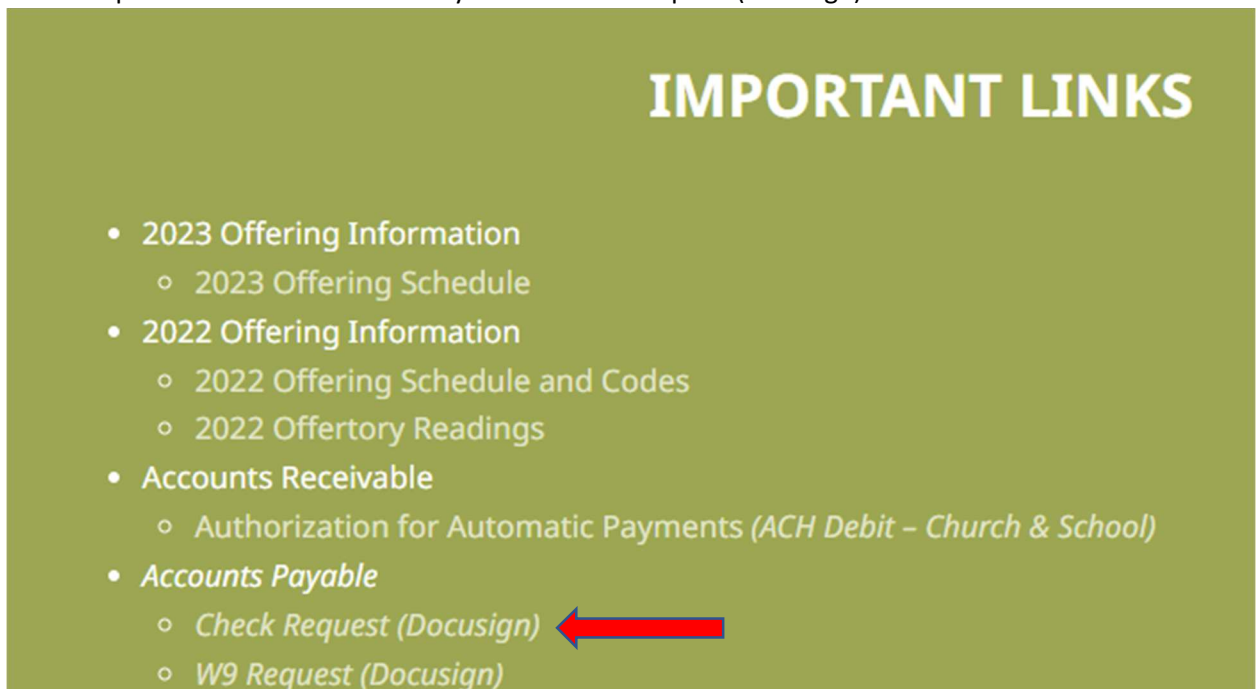 IMPORTANT LINKS
• 2023 Offering Information
○ 2023 Offering Schedule
• 2022 Offering Information
○ 2022 Offering Schedule and Codes
○ 2022 Offertory Readings
• Accounts Receivable
○ Authorization for Automatic Payments (ACH Debit – Church & School)
• Accounts Payable
○ Check Request (Docusign)
○ W9 Request (Docusign)